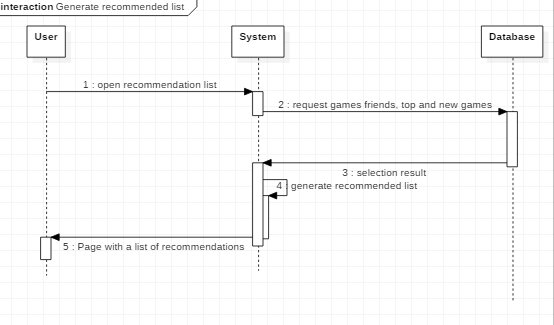 interaction Generate recommended list
User
System
Database
1 : open recommendation list
2 : request games friends, top and new games
3 : selection result
4 : generate recommended list
5 : Page with a list of recommendations